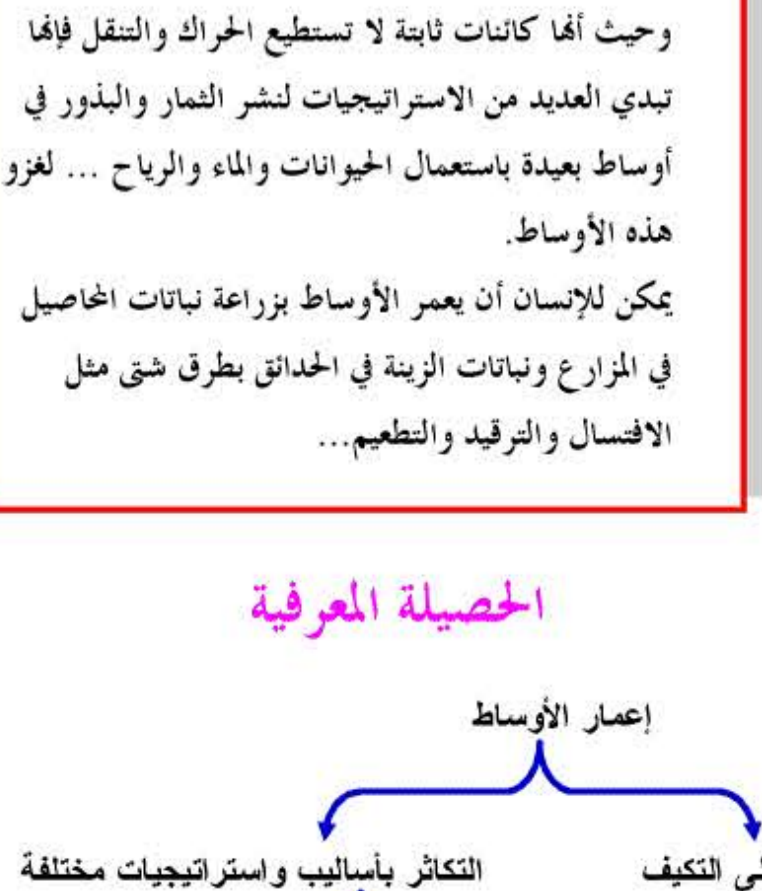 وحيث أنها كائنات ثابتة لا تستطيع الحراك والتنقل فإنها
تبدي العديد من الاستراتيجيات لنشر الثمار والبذور في
أوساط بعيدة باستعمال الحيوانات والماء والرياح ... لغزو
هذه الأوساط.
يمكن للإنسان أن يعمر الأوساط بزراعة نباتات المحاصيل
في المزارع ونباتات الزينة في الحدائق بطرق شتى مثل
الافتسال والترقيد والتطعيم...
الحصيلة المعرفية
إعمار الأوساط
التكيف
التكاثر بأساليب واستراتيجيات مختلفة